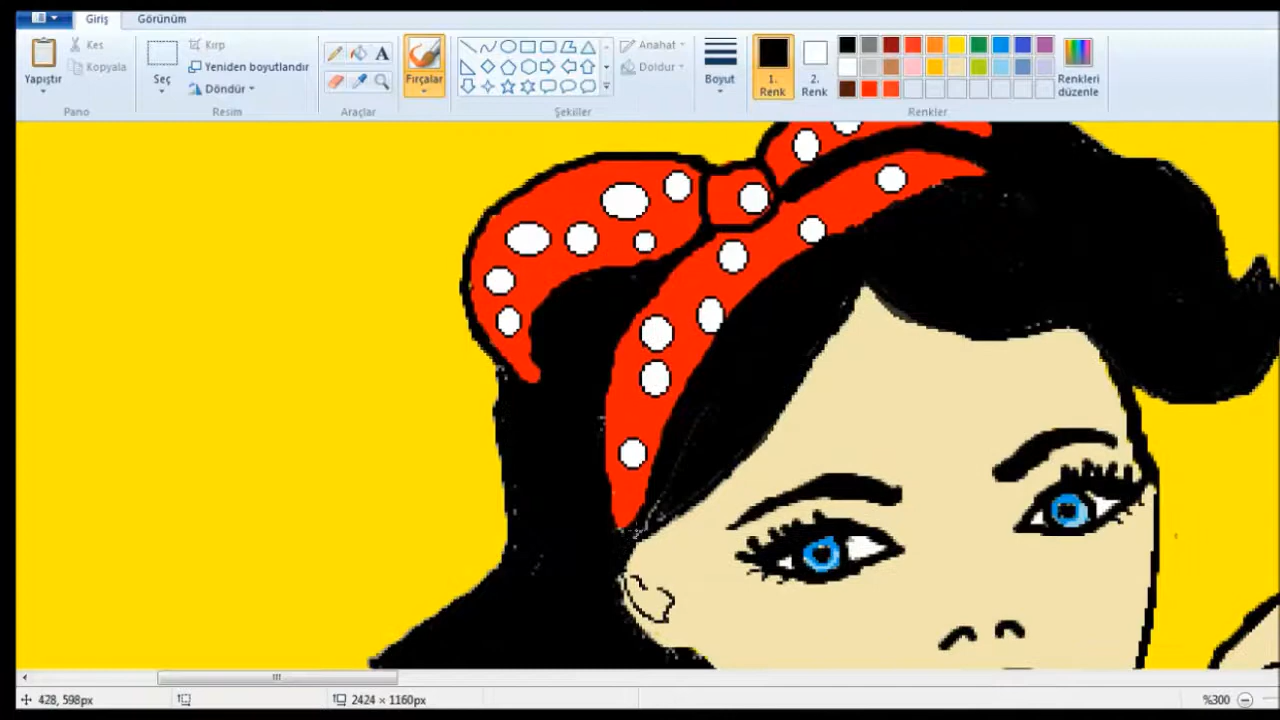 Giriş Görünüm
Yapıştır
Kes
Kopyala
Pano
Seç
Kırp
Yeniden boyutlandır
Döndür
Resim
A
Araçlar
Fırçalar
Şekiller
Anahat
Doldur
Boyut
1.
Renk
2.
Renk
Renkler
Renkleri
düzenle
428, 598px
2424 × 1160px
%300